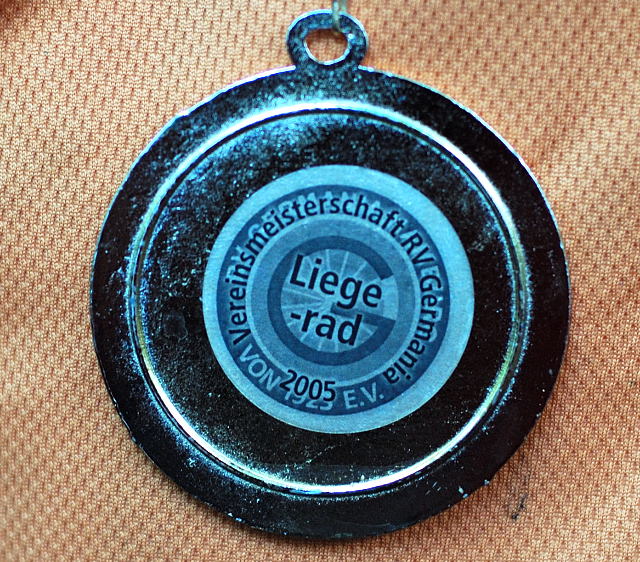 Vereinsmeisterschaft RV Germania
Liege
-rad
2005
VON 1925 E.V.